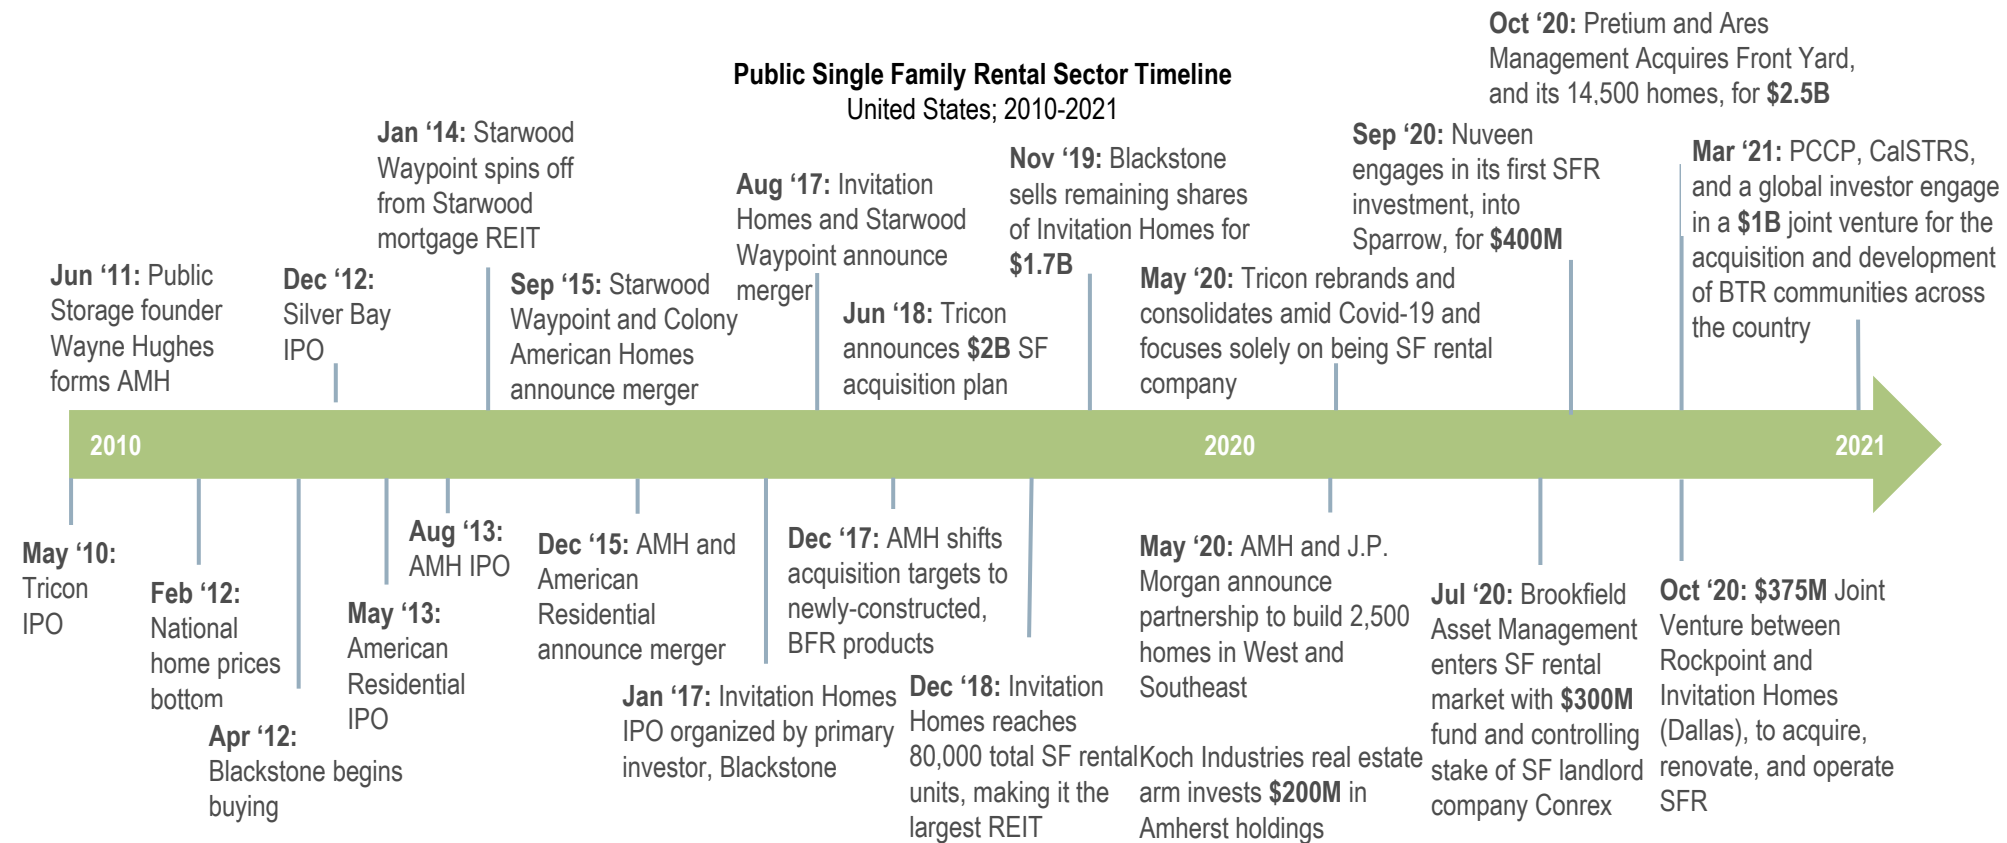 Public Single Family Rental Sector Timeline
United States; 2010-2021
Jun ‘11: Public
Storage founder
Wayne Hughes
forms AMH
Dec ‘12:
Silver Bay
IPO
Jan ‘14: Starwood
Waypoint spins off
from Starwood
mortgage REIT
Sep ‘15: Starwood
Waypoint and Colony
American Homes
announce merger
Aug ‘17: Invitation
Homes and Starwood
Waypoint announce
merger
Jun ‘18: Tricon
announces $2B SF
acquisition plan
Nov ‘19: Blackstone
sells remaining shares
of Invitation Homes for
$1.7B
May ‘20: Tricon rebrands and
consolidates amid Covid-19 and
focuses solely on being SF rental
company
Sep ‘20: Nuveen
engages in its first SFR
investment, into
Sparrow, for $400M
Oct ‘20: Pretium and Ares
Management Acquires Front Yard,
and its 14,500 homes, for $2.5B
Mar ‘21: PCCP, CalSTRS,
and a global investor engage
in a $1B joint venture for the
acquisition and development
of BTR communities across
the country
2010
2020
2021
May ‘10:
Tricon
IPO
Feb ‘12:
National
home prices
bottom
Apr ‘12:
Blackstone begins
buying
May ‘13:
American
Residential
IPO
Aug ‘13:
AMH IPO
Dec ‘15: AMH and
American
Residential
announce merger
Jan ‘17: Invitation Homes
IPO organized by primary
investor, Blackstone
Dec ‘17: AMH shifts
acquisition targets to
newly-constructed,
BFR products
Dec ‘18: Invitation
Homes reaches
80,000 total SF rental
units, making it the
largest REIT
May ‘20: AMH and J.P.
Morgan announce
partnership to build 2,500
homes in West and
Southeast
Koch Industries real estate
arm invests $200M in
Amherst holdings
Jul ‘20: Brookfield
Asset Management
enters SF rental
market with $300M
fund and controlling
stake of SF landlord
company Conrex
Oct ‘20: $375M Joint
Venture between
Rockpoint and
Invitation Homes
(Dallas), to acquire,
renovate, and operate
SFR